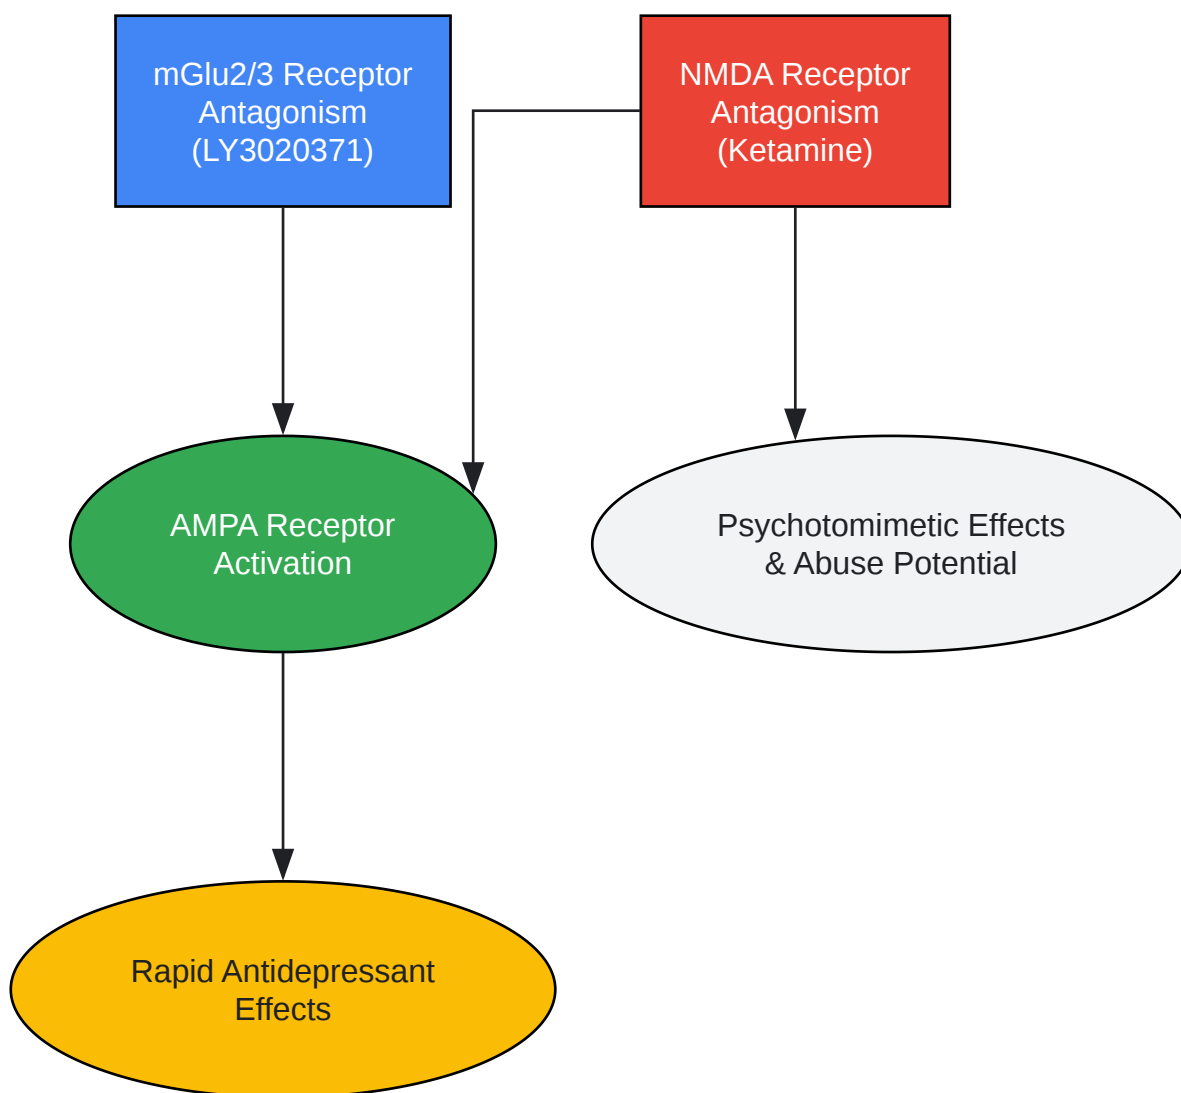 mGlu2/3 Receptor
Antagonism
(LY3020371)
NMDA Receptor
Antagonism
(Ketamine)
AMPA Receptor
Activation
Psychotomimetic Effects
& Abuse Potential
Rapid Antidepressant
Effects